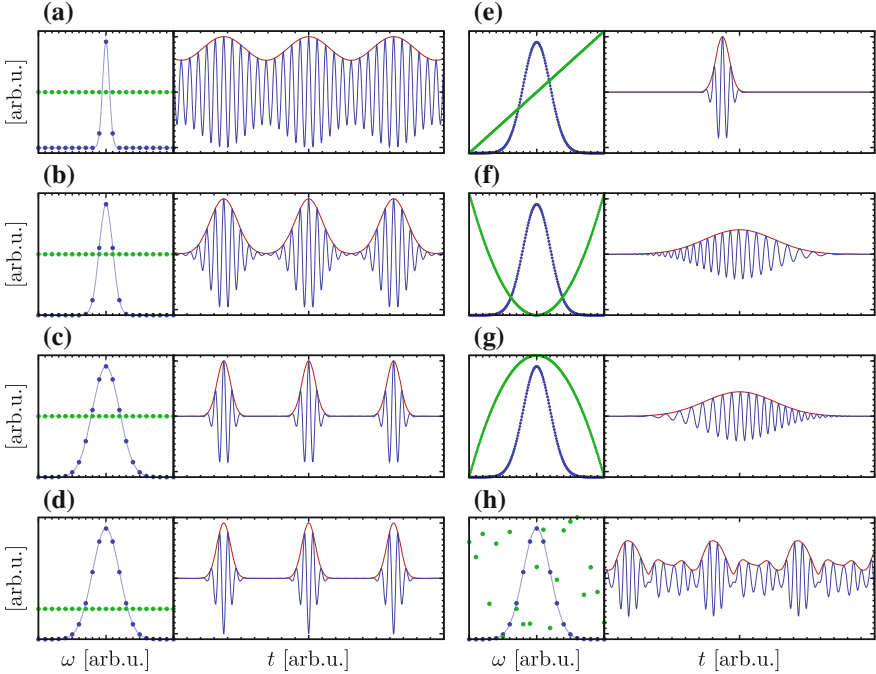 (a)
(e)
[arb.u.]
(b)
(f)
[arb.u.]
(c)
(g)
[arb.u.]
(d)
(h)
[arb.u.]
ω [arb.u.]
t [arb.u.]
ω [arb.u.]
t [arb.u.]